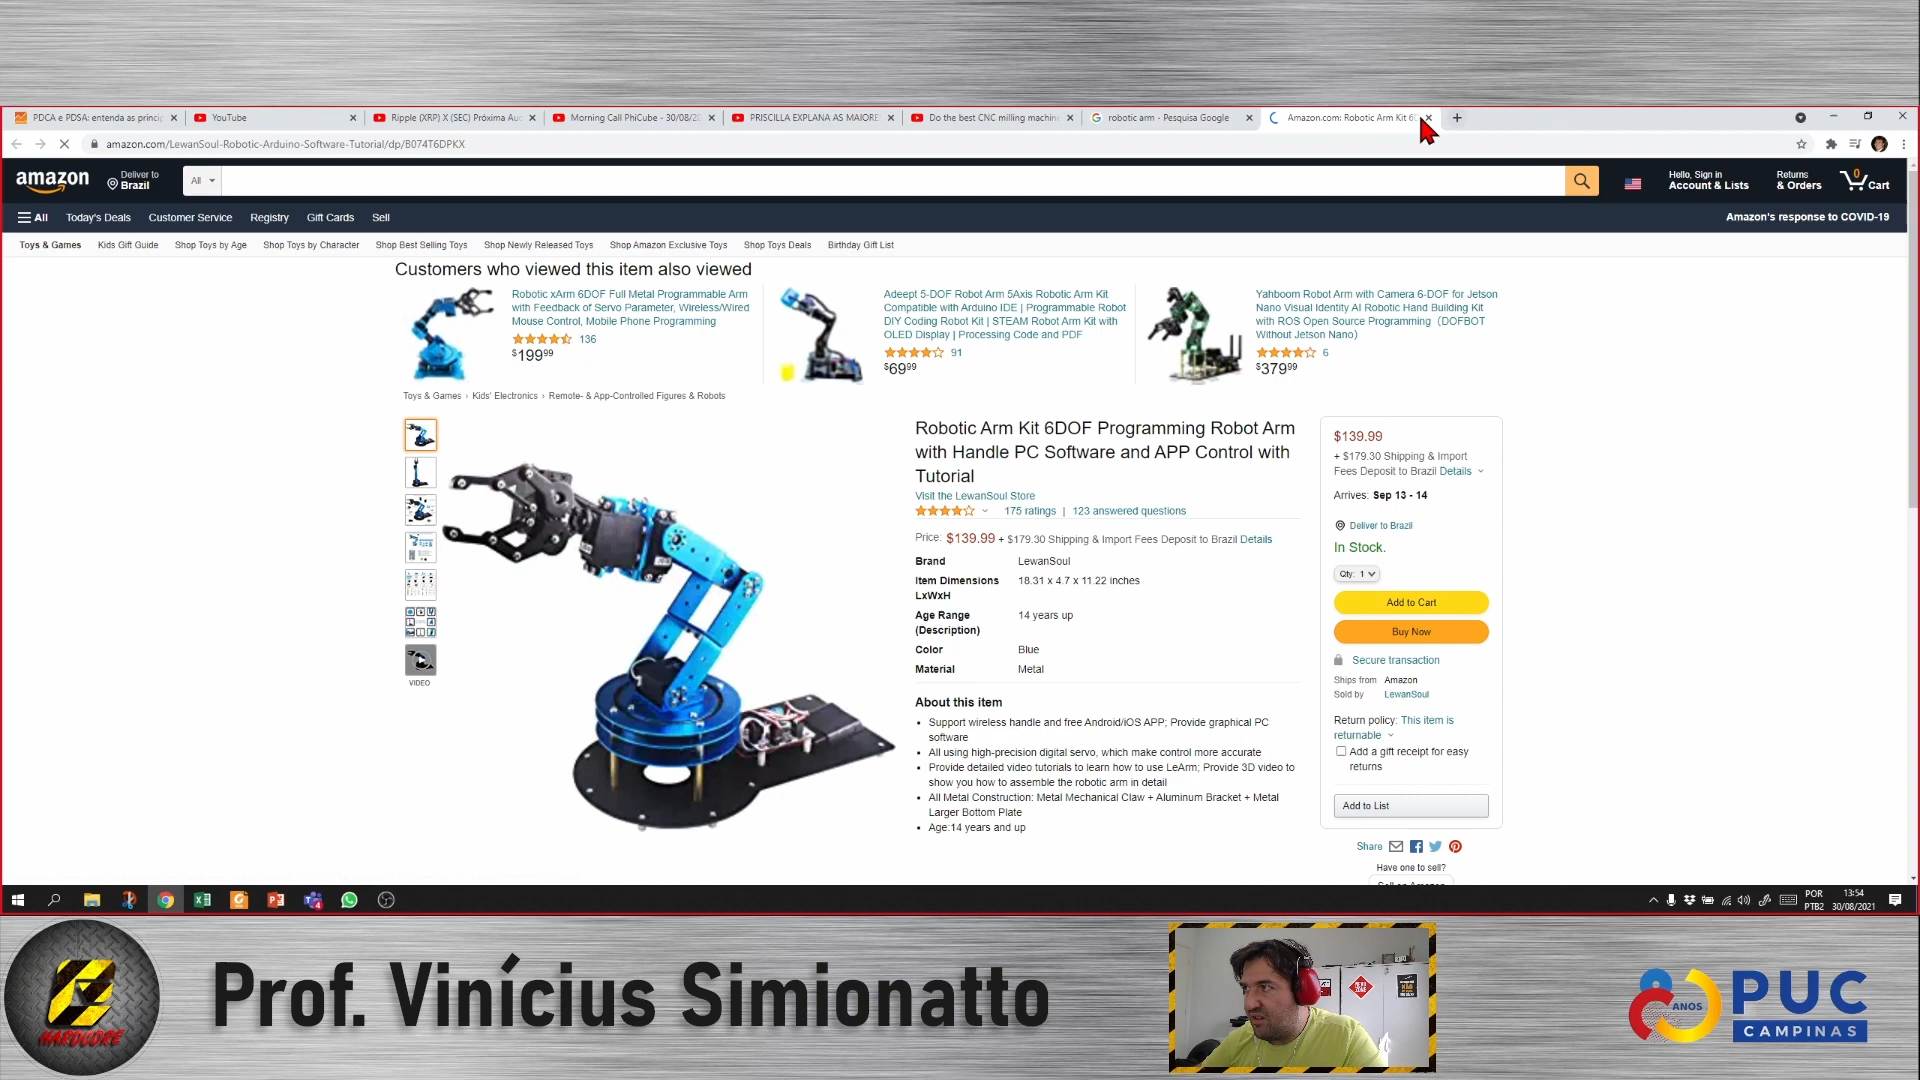 PDCA e PDSA: entenda as princip
YouTube
Ripple (XRP) X (SEC) Próxima Au
Morning Call PhiCube - 30/08/20
PRISCILLA EXPLANA AS MAIORES
Do the best CNC milling machine
robotic arm - Pesquisa Google
Amazon.com: Robotic Arm Kit 6
amazon.com/LewanSoul-Robotic-Arduino-Software-Tutorial/dp/B074T6DPKX
amazon
Deliver to
Brazil
All
Hello, Sign in
Account & Lists
Returns
& Orders
0
Cart
All
Today's Deals
Customer Service
Registry
Gift Cards
Sell
Amazon's response to COVID-19
Toys & Games
Kids Gift Guide
Shop Toys by Age
Shop Toys by Character
Shop Best Selling Toys
Shop Newly Released Toys
Shop Amazon Exclusive Toys
Shop Toys Deals
Birthday Gift List
Customers who viewed this item also viewed
Robotic xArm 6DOF Full Metal Programmable Arm
with Feedback of Servo Parameter, Wireless/Wired
Mouse Control, Mobile Phone Programming
136
$199.99
Adeept 5-DOF Robot Arm 5Axis Robotic Arm Kit
Compatible with Arduino IDE | Programmable Robot
DIY Coding Robot Kit | STEAM Robot Arm Kit with
OLED Display | Processing Code and PDF
91
$69.99
Yahboom Robot Arm with Camera 6-DOF for Jetson
Nano Visual Identity AI Robotic Hand Building Kit
with ROS Open Source Programming（DOFBOT
Without Jetson Nano）
6
$379.99
Toys & Games › Kids' Electronics › Remote- & App-Controlled Figures & Robots
VIDEO
Robotic Arm Kit 6DOF Programming Robot Arm
with Handle PC Software and APP Control with
Tutorial
Visit the LewanSoul Store
175 ratings | 123 answered questions
Price: $139.99 + $179.30 Shipping & Import Fees Deposit to Brazil Details
Brand LewanSoul
Item Dimensions 18.31 x 4.7 x 11.22 inches
LxWxH
Age Range 14 years up
(Description)
Color Blue
Material Metal
About this item
• Support wireless handle and free Android/iOS APP; Provide graphical PC
software
• All using high-precision digital servo, which make control more accurate
• Provide detailed video tutorials to learn how to use LeArm; Provide 3D video to
show you how to assemble the robotic arm in detail
• All Metal Construction: Metal Mechanical Claw + Aluminum Bracket + Metal
Larger Bottom Plate
• Age:14 years and up
$139.99
+ $179.30 Shipping & Import
Fees Deposit to Brazil Details
Arrives: Sep 13 - 14
Deliver to Brazil
In Stock.
Qty: 1
Add to Cart
Buy Now
Secure transaction
Ships from Amazon
Sold by LewanSoul
Return policy: This item is
returnable
Add a gift receipt for easy
returns
Add to List
Share
Have one to sell?
Sell on Amazon
POR
PTB2
13:54
30/08/2021
HARDCORE
Prof. Vinícius Simionatto
8 ANOS
PUC
CAMPINAS